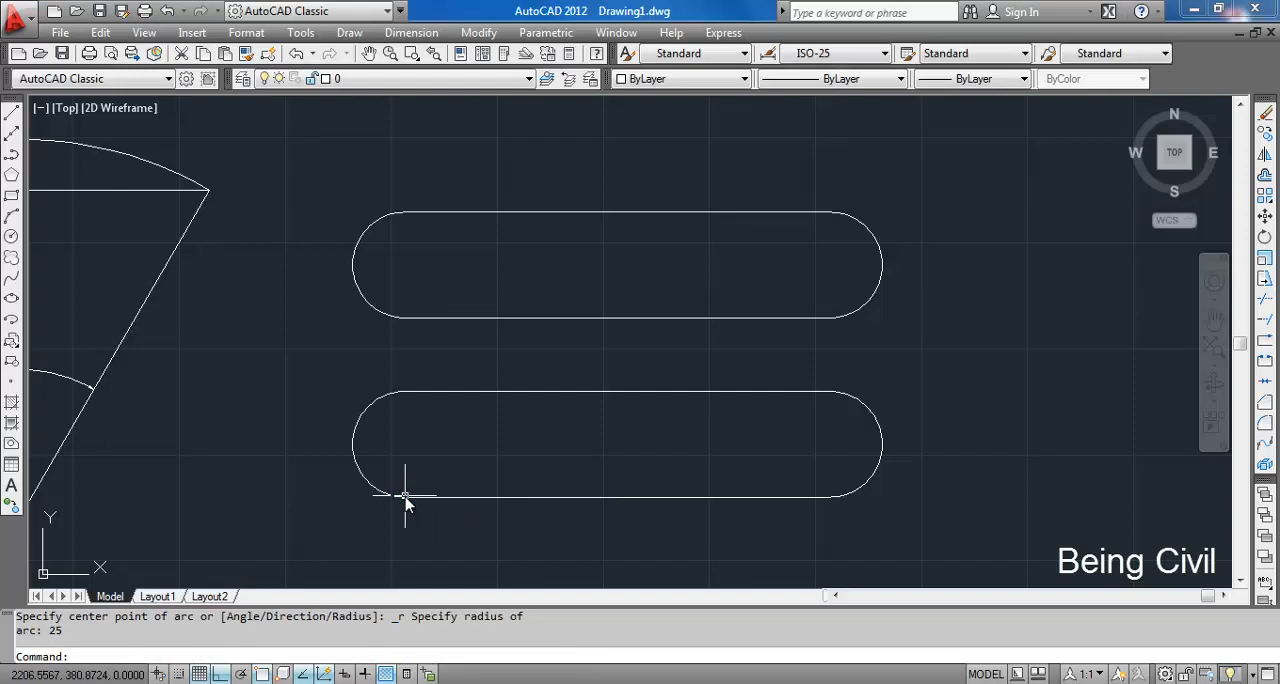 AutoCAD Classic
AutoCAD 2012 Drawing1.dwg
Type a keyword or phrase
Sign In
File Edit View Insert Format Tools Draw Dimension Modify Parametric Window Help Express
Standard ISO-25 Standard Standard
AutoCAD Classic 0 ByLayer ByLayer ByLayer ByColor
[−] [Top] [2D Wireframe]
N
W TOP E
S
WCS
Y
X
Being Civil
Model Layout1 Layout2
Specify center point of arc or [Angle/Direction/Radius]: _r Specify radius of
arc: 25
Command:
2206.5567, 380.8724, 0.0000 MODEL 1:1